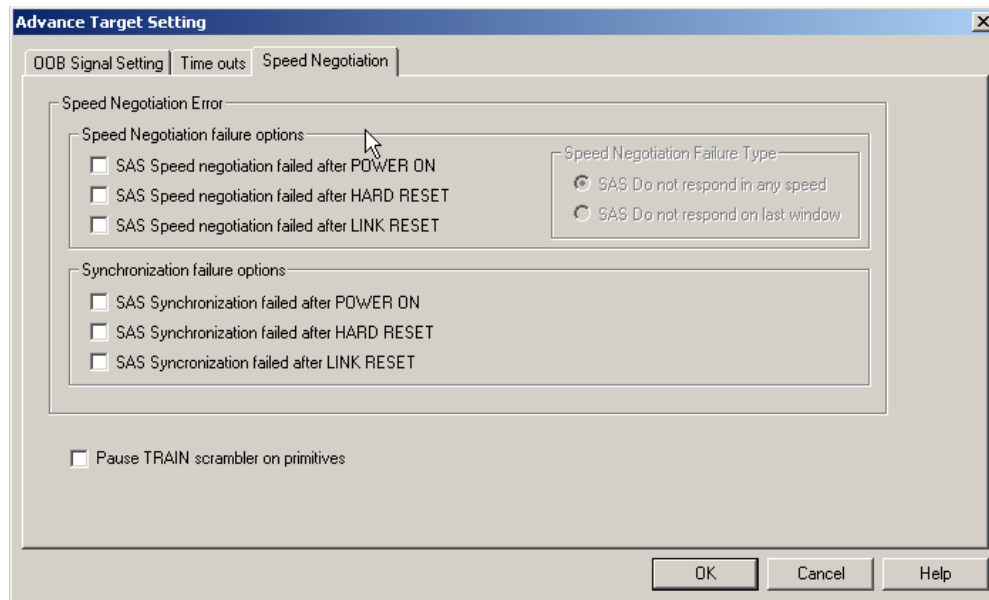 Advance Target Setting
OOB Signal Setting Time outs Speed Negotiation
Speed Negotiation Error
Speed Negotiation failure options
SAS Speed negotiation failed after POWER ON
SAS Speed negotiation failed after HARD RESET
SAS Speed negotiation failed after LINK RESET
Speed Negotiation Failure Type
SAS Do not respond in any speed
SAS Do not respond on last window
Synchronization failure options
SAS Synchronization failed after POWER ON
SAS Synchronization failed after HARD RESET
SAS Syncronization failed after LINK RESET
Pause TRAIN scrambler on primitives
OK Cancel Help